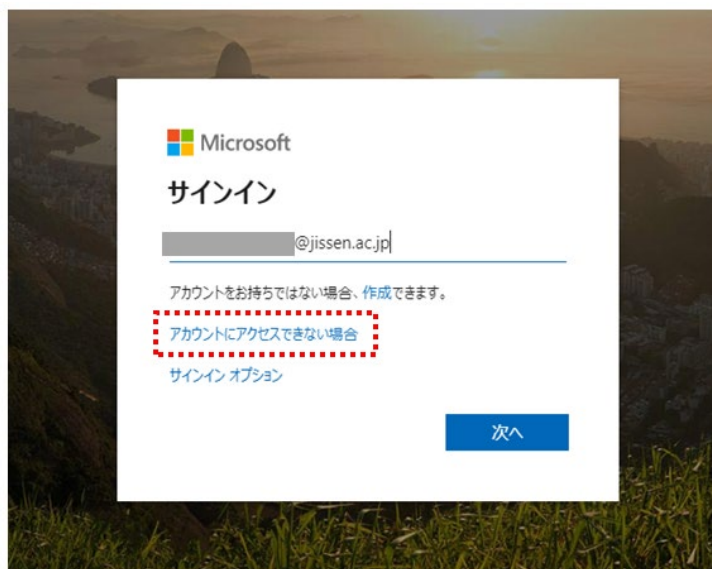 Microsoft
サインイン
@jissen.ac.jp
アカウントをお持ちではない場合、作成できます。
アカウントにアクセスできない場合
サインイン オプション
次へ